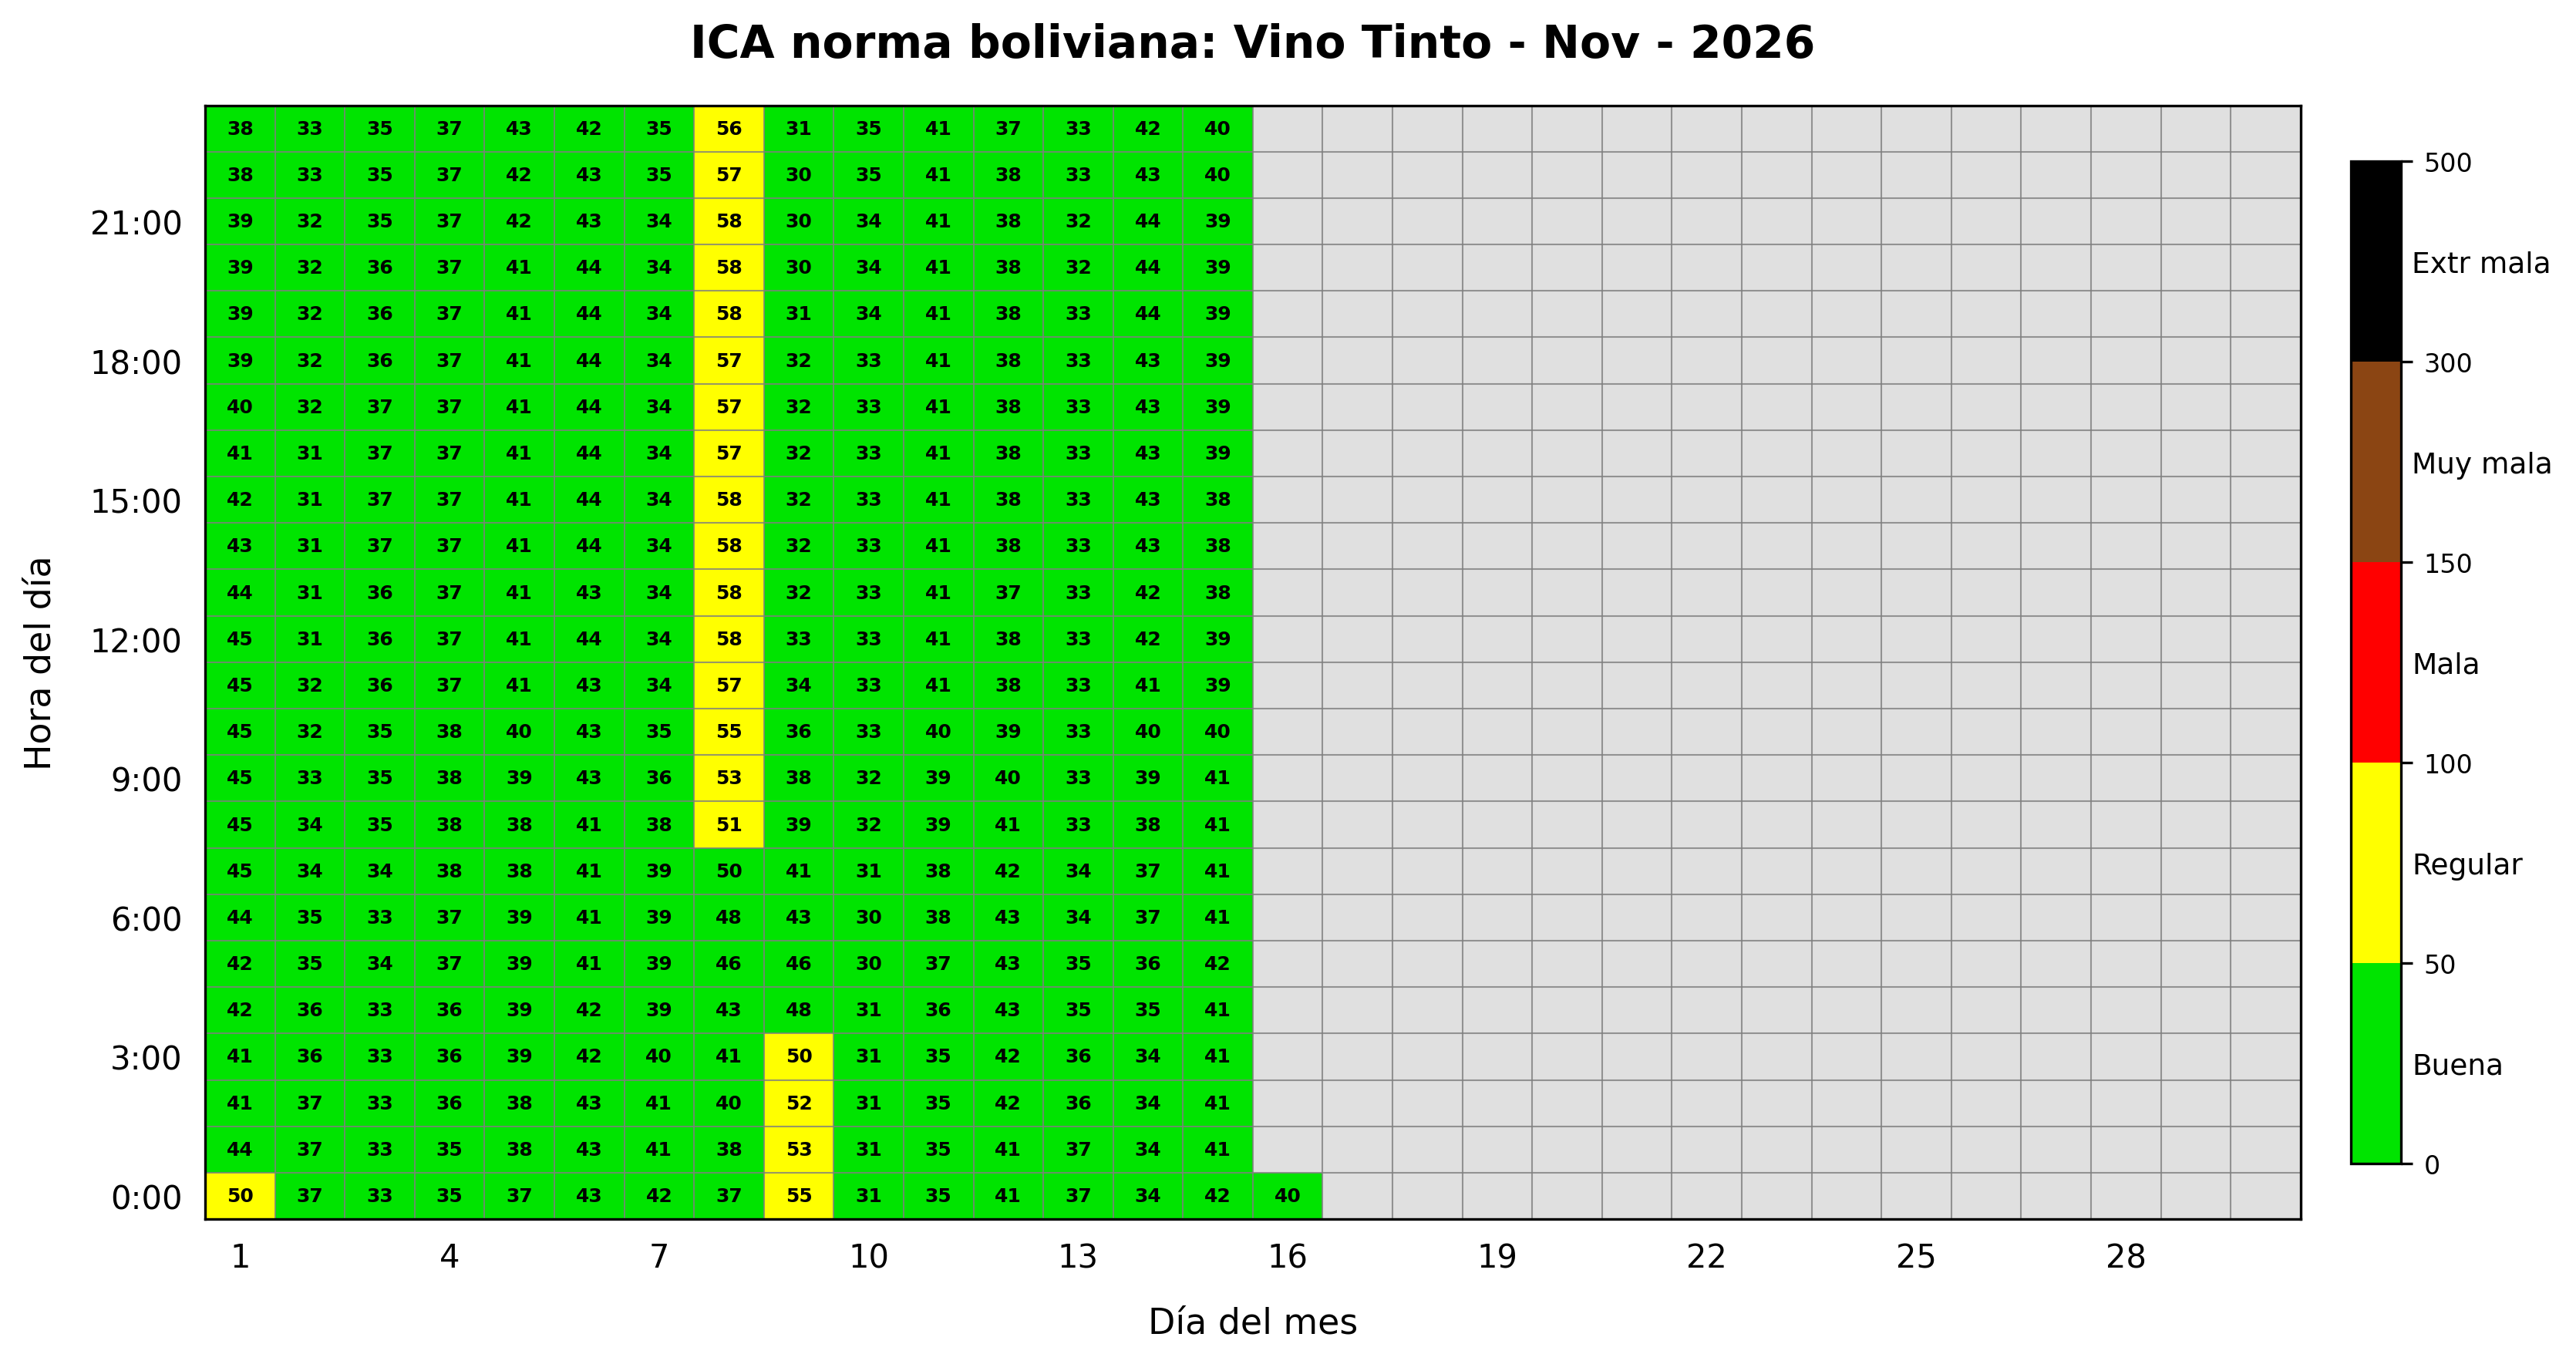 ICA norma boliviana: Vino Tinto - Nov - 2026
38 33 35 37 43 42 35 56 31 35 41 37 33 42 40
38 33 35 37 42 43 35 57 30 35 41 38 33 43 40
21:00 39 32 35 37 42 43 34 58 30 34 41 38 32 44 39
39 32 36 37 41 44 34 58 30 34 41 38 32 44 39
39 32 36 37 41 44 34 58 31 34 41 38 33 44 39
18:00 39 32 36 37 41 44 34 57 32 33 41 38 33 43 39
40 32 37 37 41 44 34 57 32 33 41 38 33 43 39
41 31 37 37 41 44 34 57 32 33 41 38 33 43 39
15:00 42 31 37 37 41 44 34 58 32 33 41 38 33 43 38
43 31 37 37 41 44 34 58 32 33 41 38 33 43 38
44 31 36 37 41 43 34 58 32 33 41 37 33 42 38
12:00 45 31 36 37 41 44 34 58 33 33 41 38 33 42 39
45 32 36 37 41 43 34 57 34 33 41 38 33 41 39
45 32 35 38 40 43 35 55 36 33 40 39 33 40 40
9:00 45 33 35 38 39 43 36 53 38 32 39 40 33 39 41
45 34 35 38 38 41 38 51 39 32 39 41 33 38 41
45 34 34 38 38 41 39 50 41 31 38 42 34 37 41
6:00 44 35 33 37 39 41 39 48 43 30 38 43 34 37 41
42 35 34 37 39 41 39 46 46 30 37 43 35 36 42
42 36 33 36 39 42 39 43 48 31 36 43 35 35 41
3:00 41 36 33 36 39 42 40 41 50 31 35 42 36 34 41
41 37 33 36 38 43 41 40 52 31 35 42 36 34 41
44 37 33 35 38 43 41 38 53 31 35 41 37 34 41
0:00 50 37 33 35 37 43 42 37 55 31 35 41 37 34 42 40
1 4 7 10 13 16 19 22 25 28
Día del mes
Hora del día
500
Extr mala
300
Muy mala
150
Mala
100
Regular
50
Buena
0